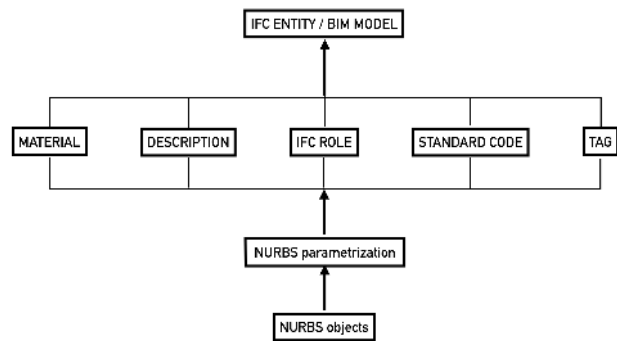 IFC ENTITY / BIM MODEL
MATERIAL
DESCRIPTION
IFC ROLE
STANDARD CODE
TAG
NURBS parametrization
NURBS objects